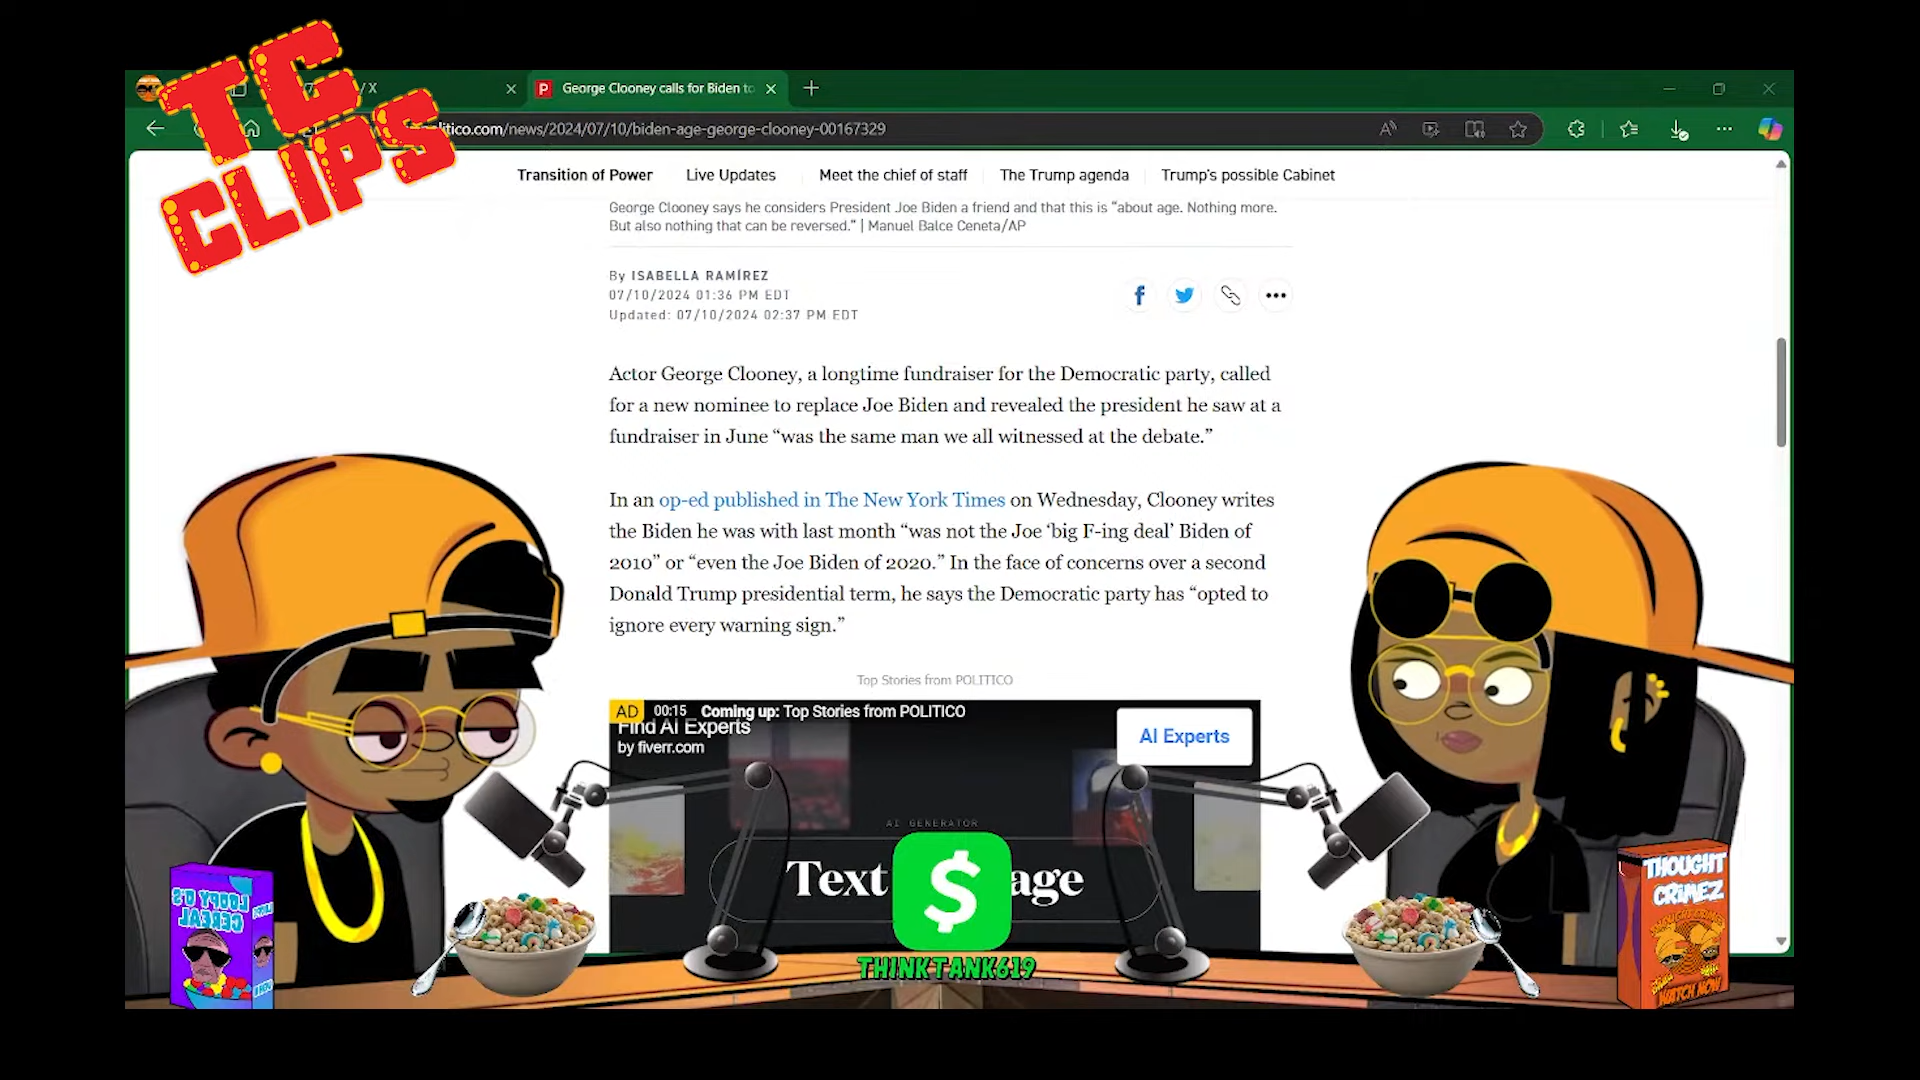 TC
CLIPS
/ X
George Clooney calls for Biden to
litico.com/news/2024/07/10/biden-age-george-clooney-00167329
Transition of Power Live Updates Meet the chief of staff The Trump agenda Trump's possible Cabinet
George Clooney says he considers President Joe Biden a friend and that this is “about age. Nothing more.
But also nothing that can be reversed.” | Manuel Balce Ceneta/AP
By ISABELLA RAMÍREZ
07/10/2024 01:36 PM EDT
Updated: 07/10/2024 02:37 PM EDT
Actor George Clooney, a longtime fundraiser for the Democratic party, called
for a new nominee to replace Joe Biden and revealed the president he saw at a
fundraiser in June “was the same man we all witnessed at the debate.”
In an op-ed published in The New York Times on Wednesday, Clooney writes
the Biden he was with last month “was not the Joe ‘big F-ing deal’ Biden of
2010” or “even the Joe Biden of 2020.” In the face of concerns over a second
Donald Trump presidential term, he says the Democratic party has “opted to
ignore every warning sign.”
Top Stories from POLITICO
AD 00:15 Coming up: Top Stories from POLITICO
Find AI Experts
by fiverr.com
AI Experts
AI GENERATOR
Text age
$
THINKTANK619
LOOPY O'S
CEREAL
THOUGHT
CRIMEZ
WATCH NOW